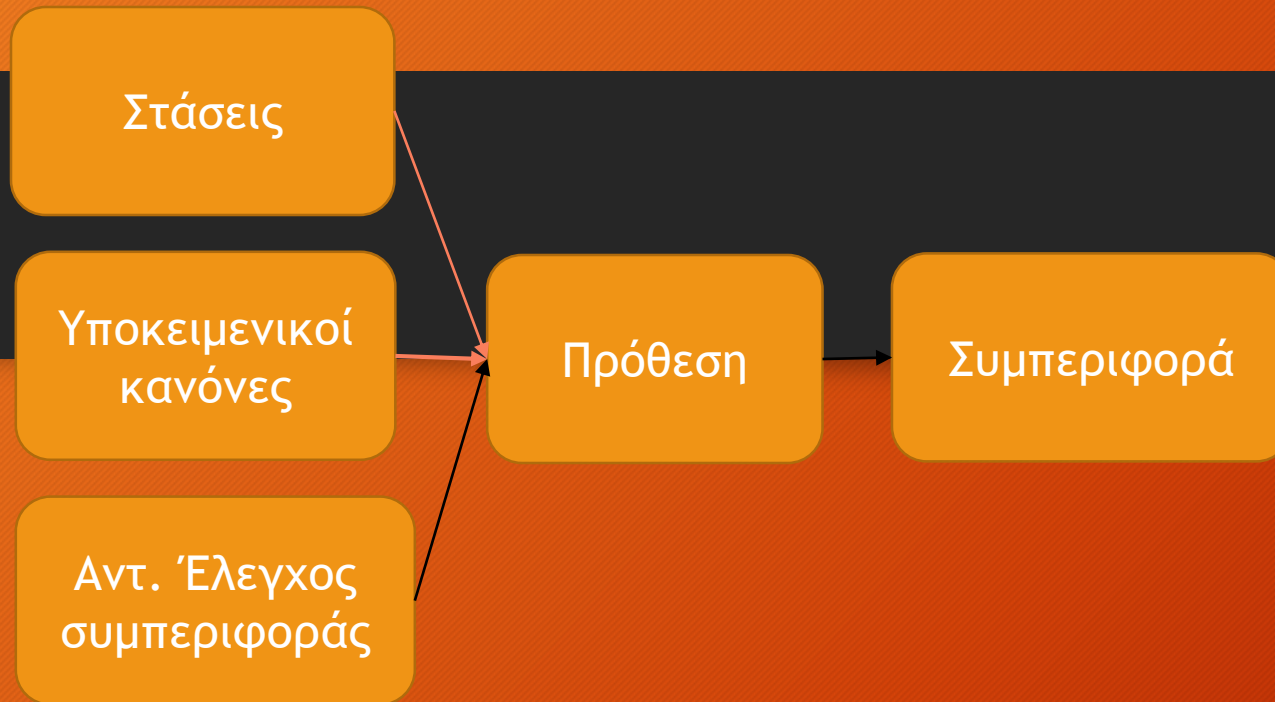 Στάσεις
Υποκειμενικοί
κανόνες
Πρόθεση
Συμπεριφορά
Αντ. Έλεγχος
συμπεριφοράς